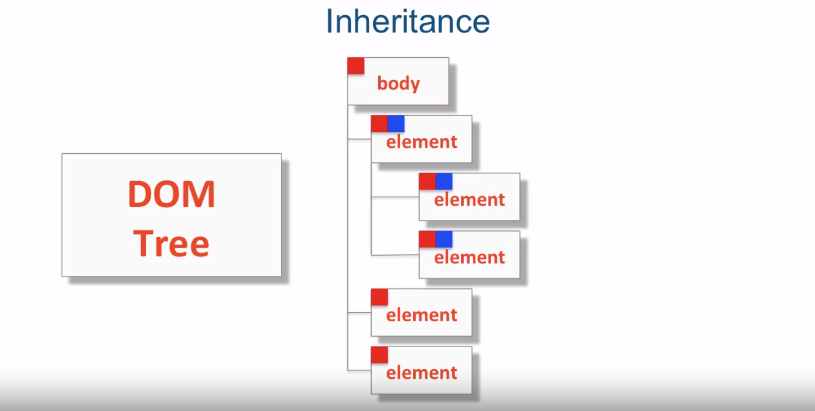 Inheritance
DOM
Tree
body
element
element
element
element
element